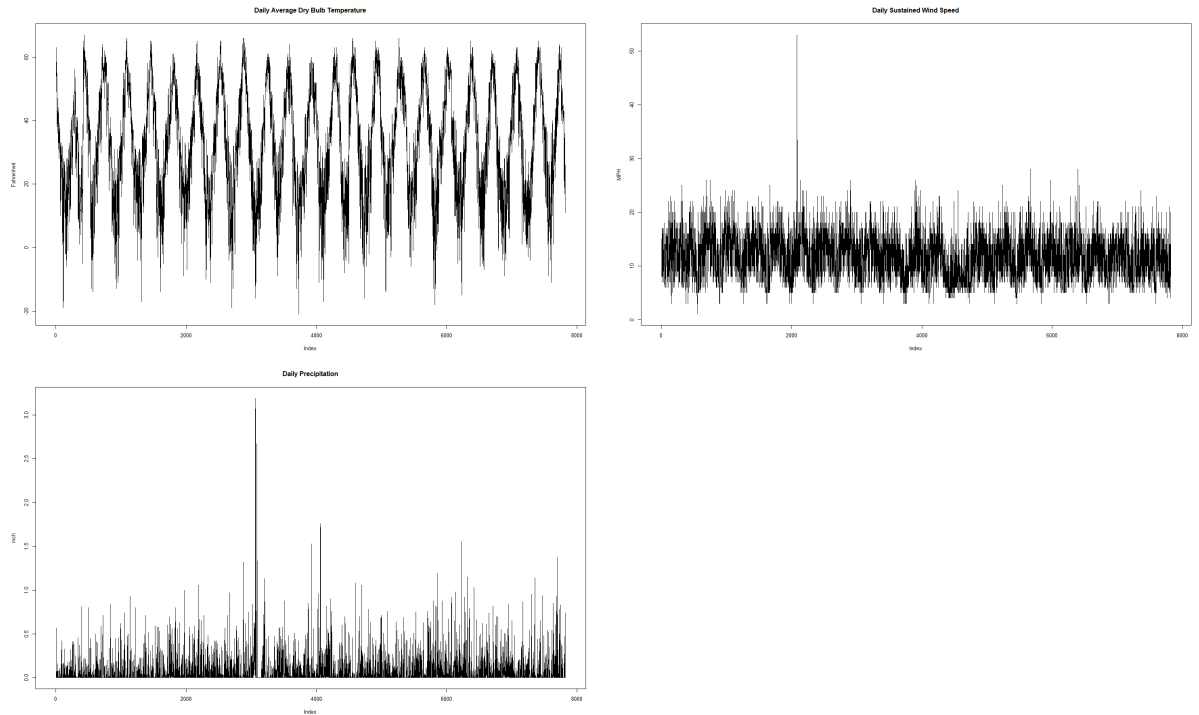 Daily Average Dry Bulb Temperature
Fahrenheit
-20 0 20 40 60
0 2000 4000 6000 8000
Index
Daily Sustained Wind Speed
MPH
0 10 20 30 40 50
0 2000 4000 6000 8000
Index
Daily Precipitation
Inch
0.0 0.5 1.0 1.5 2.0 2.5 3.0
0 2000 4000 6000 8000
Index